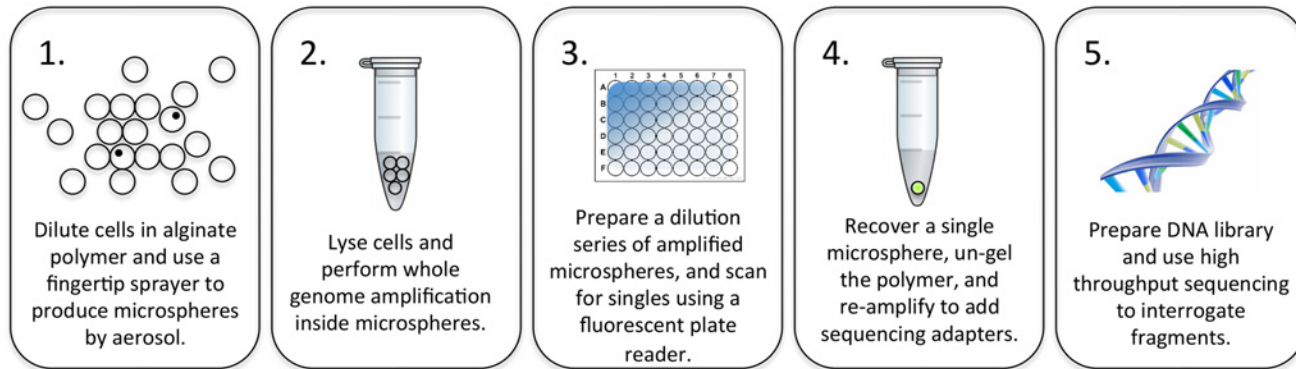 1.
Dilute cells in alginate
polymer and use a
fingertip sprayer to
produce microspheres
by aerosol.
2.
Lyse cells and
perform whole
genome amplification
inside microspheres.
3.
1 2 3 4 5 6 7 8
A
B
C
D
E
F
Prepare a dilution
series of amplified
microspheres, and scan
for singles using a
fluorescent plate
reader.
4.
Recover a single
microsphere, un-gel
the polymer, and
re-amplify to add
sequencing adapters.
5.
Prepare DNA library
and use high
throughput sequencing
to interrogate
fragments.